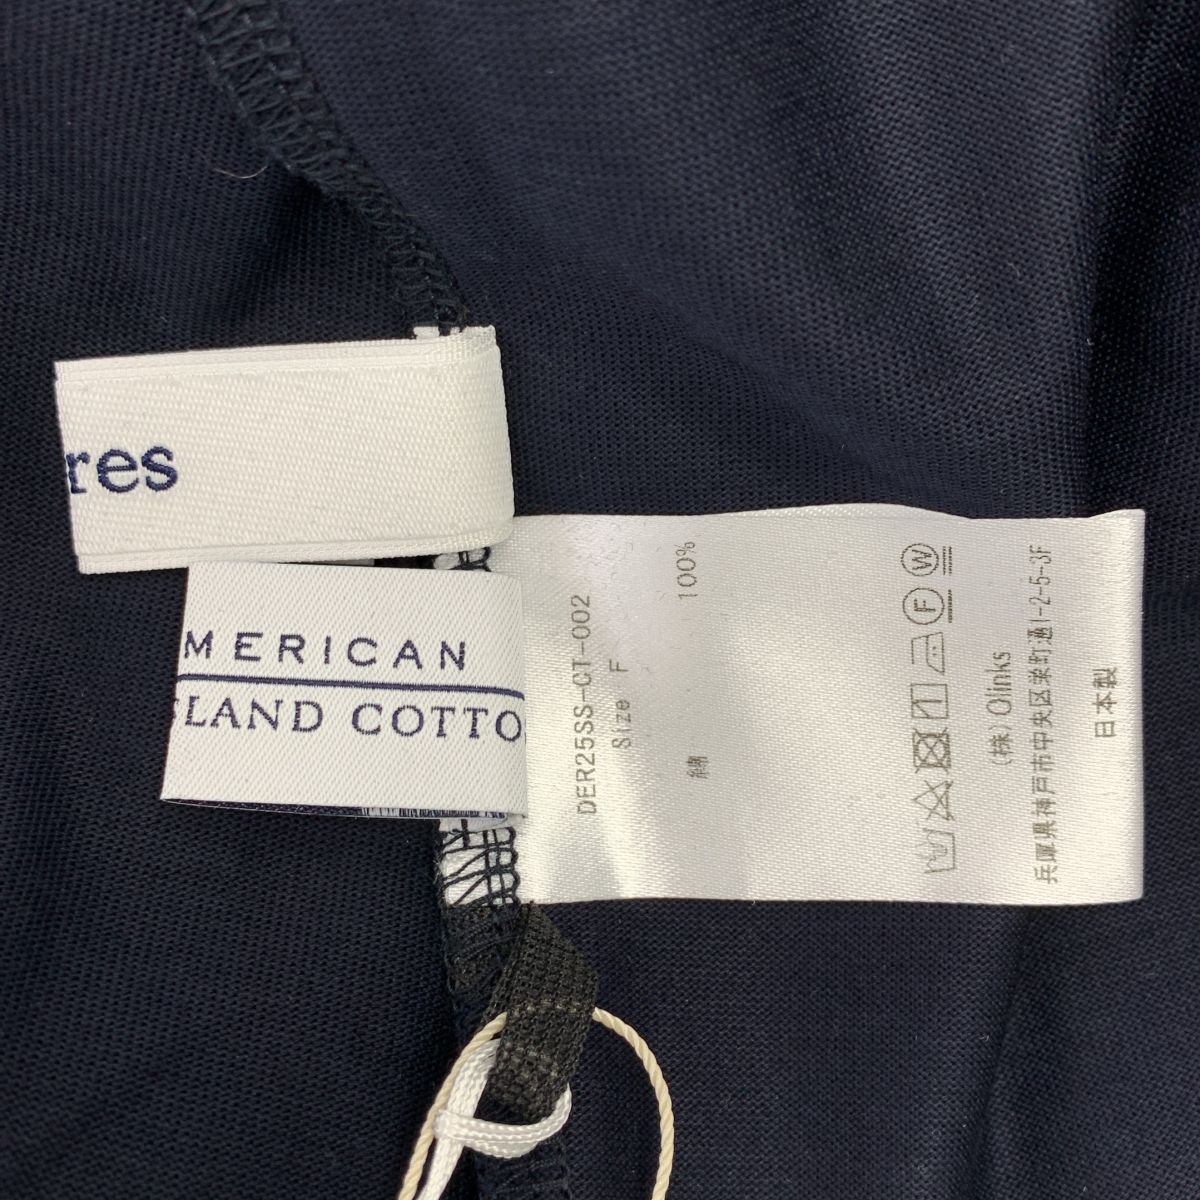 res
MERICAN
SLAND COTTO
DER25SS-CT-002
Size F
綿 100%
F W
(株) Olinks
兵庫県神戸市中央区栄町通1-2-5-3F
日本製